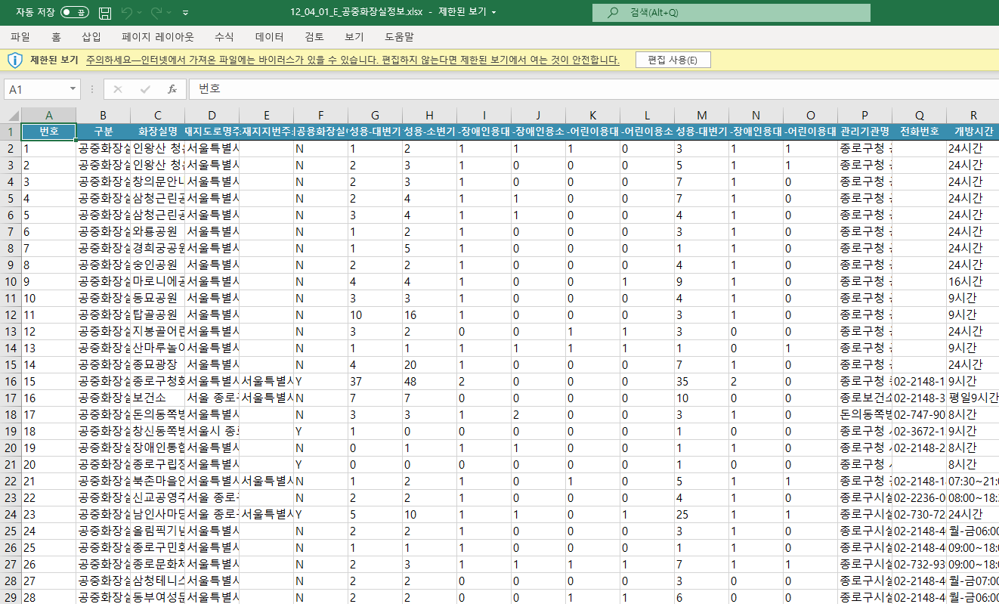 자동 저장 끔 12_04_01_E_공중화장실정보.xlsx - 제한된 보기 검색(Alt+Q)
파일 홈 삽입 페이지 레이아웃 수식 데이터 검토 보기 도움말
제한된 보기 주의하세요—인터넷에서 가져온 파일에는 바이러스가 있을 수 있습니다. 편집하지 않는다면 제한된 보기에서 여는 것이 안전합니다. 편집 사용(E)
A1 fx 번호
A B C D E F G H I J K L M N O P Q R
1 번호 구분 화장실명 재지도로명주 재지지번주 공용화장실 성용-대변기 성용-소변기 -장애인용대 -장애인용소 -어린이용대 -어린이용소 성용-대변기 -장애인용대 -어린이용대 관리기관명 전화번호 개방시간
2 1 공중화장실 인왕산 청 서울특별시 N 1 2 1 1 1 0 3 1 1 종로구청 24시간
3 2 공중화장실 인왕산 청 서울특별시 N 2 3 1 0 0 0 5 1 1 종로구청 24시간
4 3 공중화장실 창의문안 서울특별시 N 2 3 1 0 0 0 7 1 0 종로구청 24시간
5 4 공중화장실 삼청근린공 서울특별시 N 2 4 1 1 0 0 7 1 0 종로구청 24시간
6 5 공중화장실 삼청근린공 서울특별시 N 3 4 1 1 0 0 4 1 0 종로구청 24시간
7 6 공중화장실 와룡공원 서울특별시 N 1 2 1 0 0 0 3 1 0 종로구청 24시간
8 7 공중화장실 경희궁공원 서울특별시 N 1 5 1 0 0 0 1 1 0 종로구청 24시간
9 8 공중화장실 숭인공원 서울특별시 N 2 2 1 0 0 0 4 1 0 종로구청 24시간
10 9 공중화장실 마로니에공 서울특별시 N 4 4 1 0 0 1 9 1 0 종로구청 16시간
11 10 공중화장실 동묘공원 서울특별시 N 3 3 1 0 0 0 4 1 0 종로구청 9시간
12 11 공중화장실 탑골공원 서울특별시 N 10 16 1 0 0 0 3 1 0 종로구청 9시간
13 12 공중화장실 지봉골어린 서울특별시 N 3 2 0 0 1 1 3 0 0 종로구청 24시간
14 13 공중화장실 산마루놀이 서울특별시 N 1 1 1 1 1 1 1 0 1 종로구청 9시간
15 14 공중화장실 종묘광장 서울특별시 N 4 20 1 0 0 0 7 1 0 종로구청 24시간
16 15 공중화장실 종로구청화 서울특별시 서울특별시 Y 37 48 2 0 0 0 35 2 0 종로구청 02-2148-1 9시간
17 16 공중화장실 보건소 서울 종로구 서울특별시 N 7 7 0 0 0 0 10 0 0 종로보건소 02-2148-3 평일9시간
18 17 공중화장실 돈의동쪽방 서울특별시 N 3 3 1 2 0 0 3 1 0 돈의동쪽방 02-747-90 8시간
19 18 공중화장실 창신동쪽방 서울시 종로 Y 1 0 0 0 0 0 1 0 0 종로구청 02-3672-1 9시간
20 19 공중화장실 장애인통합 서울특별시 N 0 1 1 1 0 0 1 1 0 종로구청 02-2148-2 8시간
21 20 공중화장실 종로구립장 서울특별시 Y 0 0 0 0 0 0 1 0 0 종로구청 8시간
22 21 공중화장실 북촌마을안 서울특별시 서울특별시 N 1 2 1 0 1 0 5 1 1 종로구청 02-2148-1 07:30~21:0
23 22 공중화장실 신교공영주 서울 종로구 N 2 2 1 0 0 0 4 1 0 종로구시설 02-2236-0 08:00~18:
24 23 공중화장실 남인사마당 서울 종로구 서울특별시 Y 5 10 1 1 0 1 25 1 1 종로구시설 02-730-72 24시간
25 24 공중화장실 올림픽기념 서울특별시 N 2 2 1 0 0 0 3 1 0 종로구시설 02-2148-4 월-금06:00
26 25 공중화장실 종로구민회 서울특별시 N 1 1 1 0 0 0 1 1 0 종로구시설 02-2148-4 09:00~18:0
27 26 공중화장실 종로문화체 서울특별시 N 2 3 1 1 1 1 7 1 1 종로구시설 02-732-93 09:00~18:0
28 27 공중화장실 삼청테니스 서울특별시 N 2 2 0 0 0 0 3 0 0 종로구시설 02-2148-4 월-금07:00
29 28 공중화장실 동부여성문 서울특별시 N 2 2 0 0 1 1 6 0 0 종로구시설 02-2148-4 월-금06:00